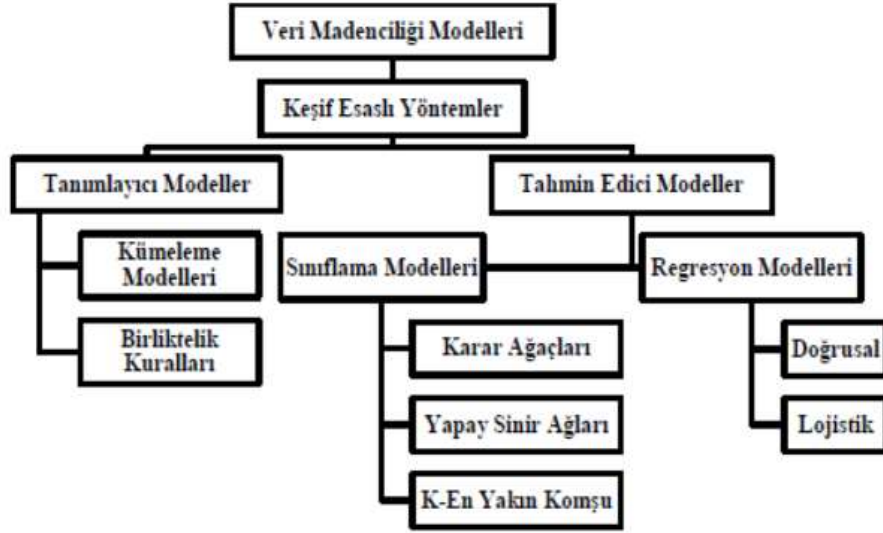 Veri Madenciliği Modelleri
Keşif Esaslı Yöntemler
Tanımlayıcı Modeller
Tahmin Edici Modeller
Kümeleme
Modelleri
Birliktelik
Kuralları
Sınıflama Modelleri
Regresyon Modelleri
Karar Ağaçları
Yapay Sinir Ağları
K-En Yakın Komşu
Doğrusal
Lojistik